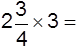 2 3/4 × 3 =